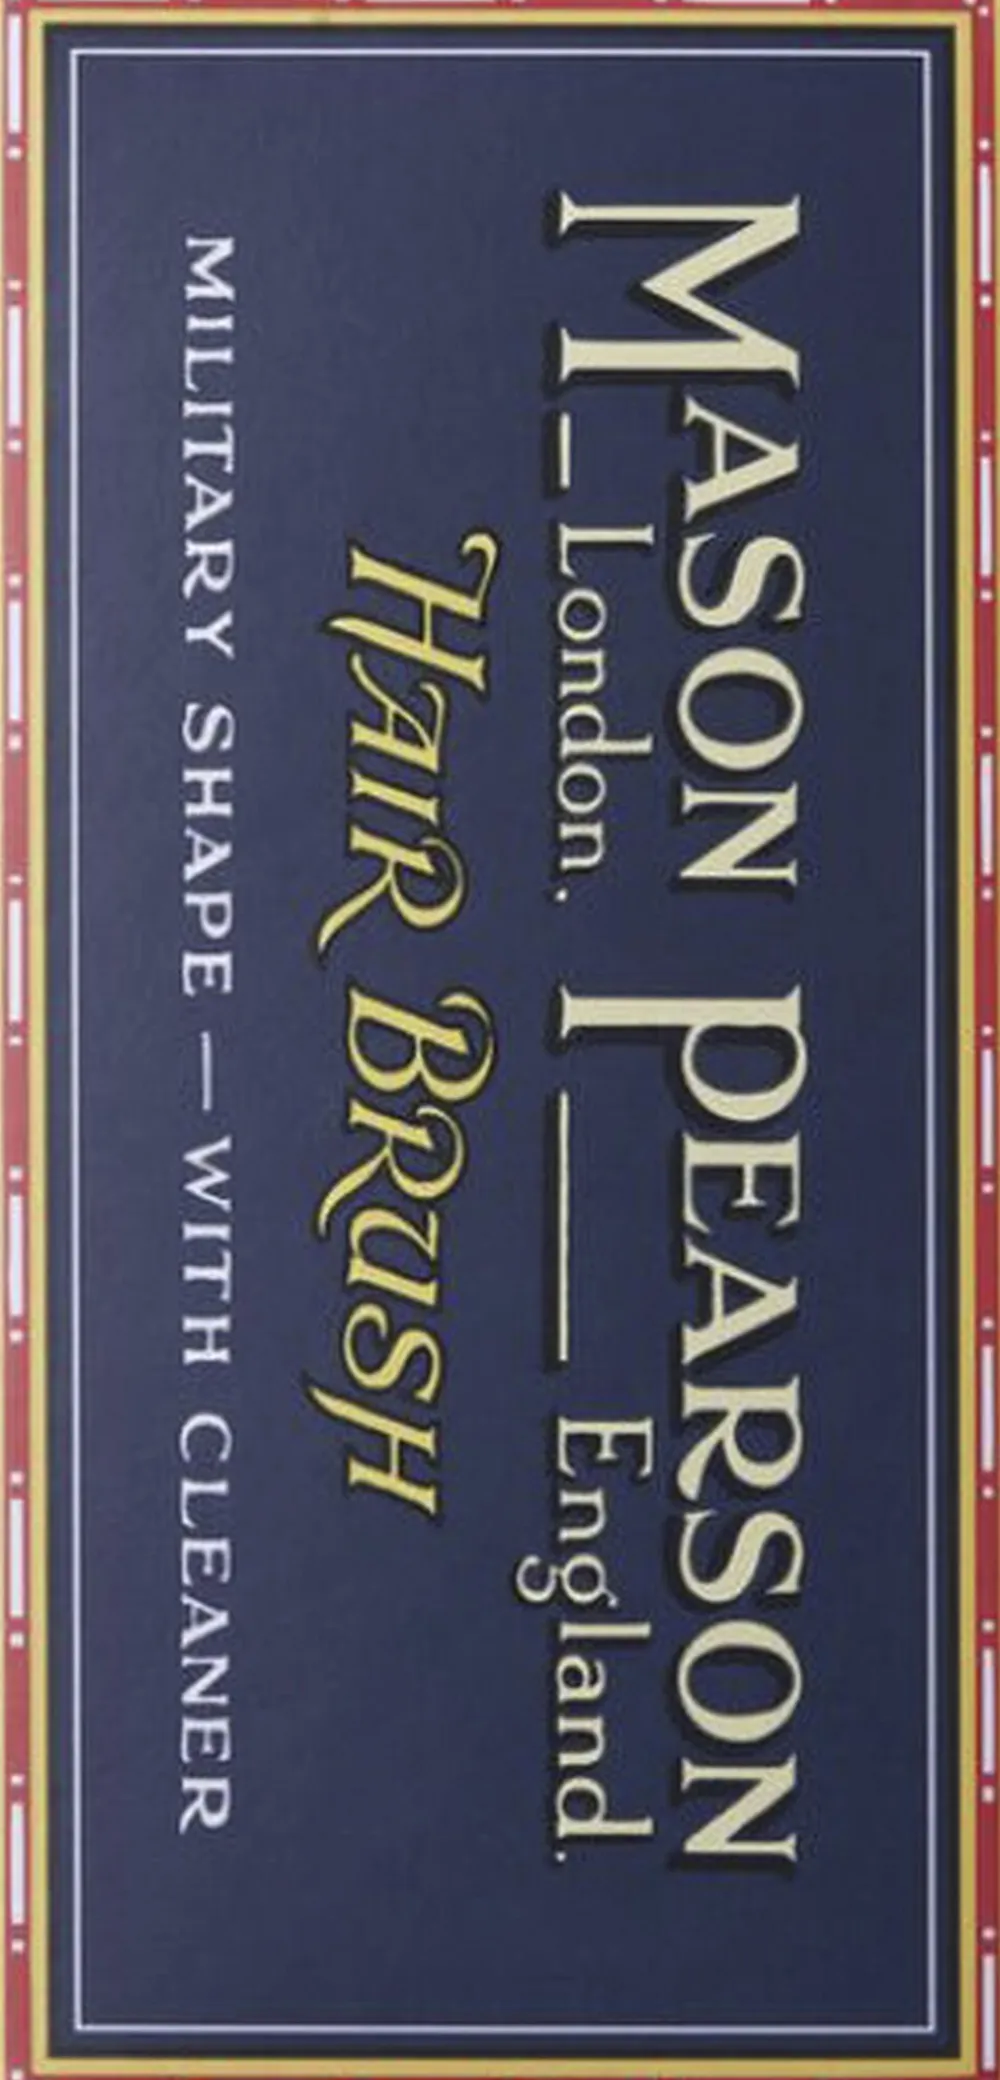 MASON PEARSON
London. England.
HAIR BRUSH
MILITARY SHAPE — WITH CLEANER